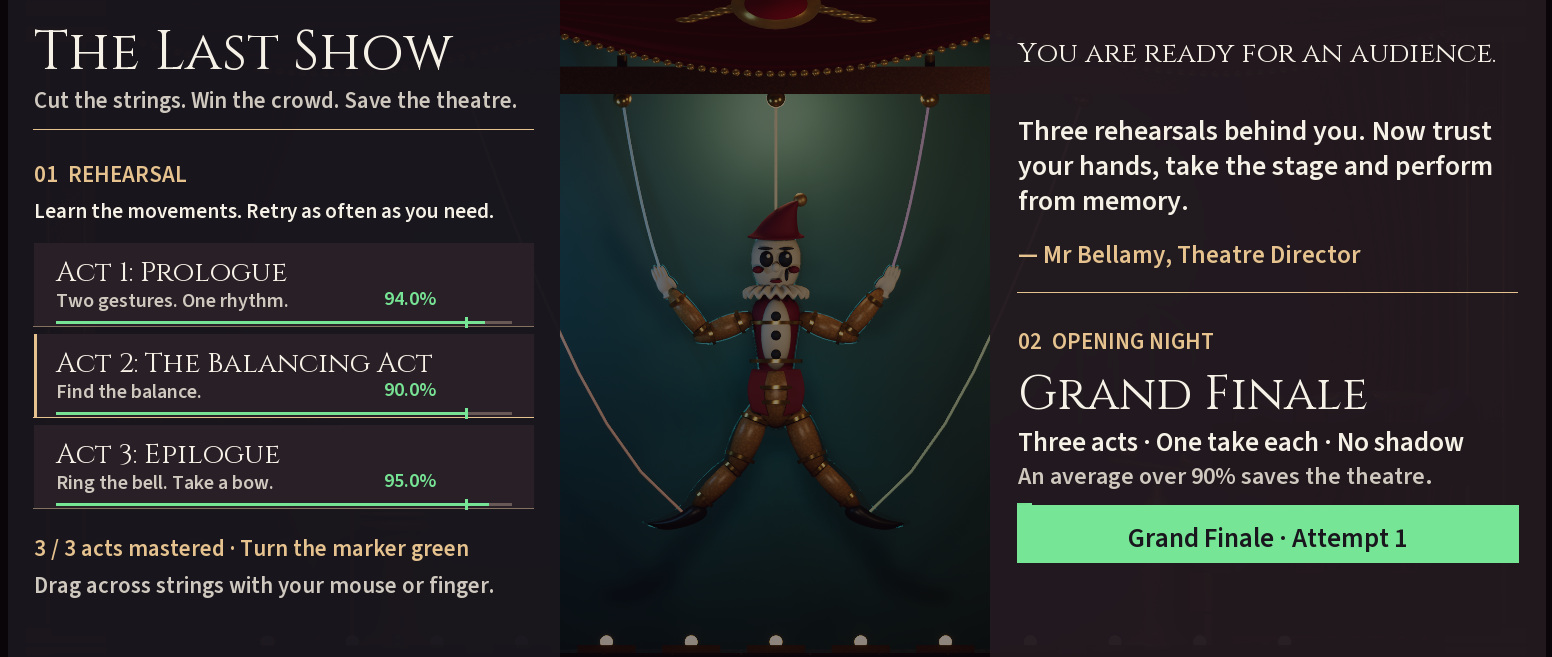 The Last Show
Cut the strings. Win the crowd. Save the theatre.
01 REHEARSAL
Learn the movements. Retry as often as you need.
Act 1: Prologue
Two gestures. One rhythm.
94.0%
Act 2: The Balancing Act
Find the balance.
90.0%
Act 3: Epilogue
Ring the bell. Take a bow.
95.0%
3 / 3 acts mastered · Turn the marker green
Drag across strings with your mouse or finger.
You are ready for an audience.
Three rehearsals behind you. Now trust
your hands, take the stage and perform
from memory.
— Mr Bellamy, Theatre Director
02 OPENING NIGHT
Grand Finale
Three acts · One take each · No shadow
An average over 90% saves the theatre.
Grand Finale · Attempt 1